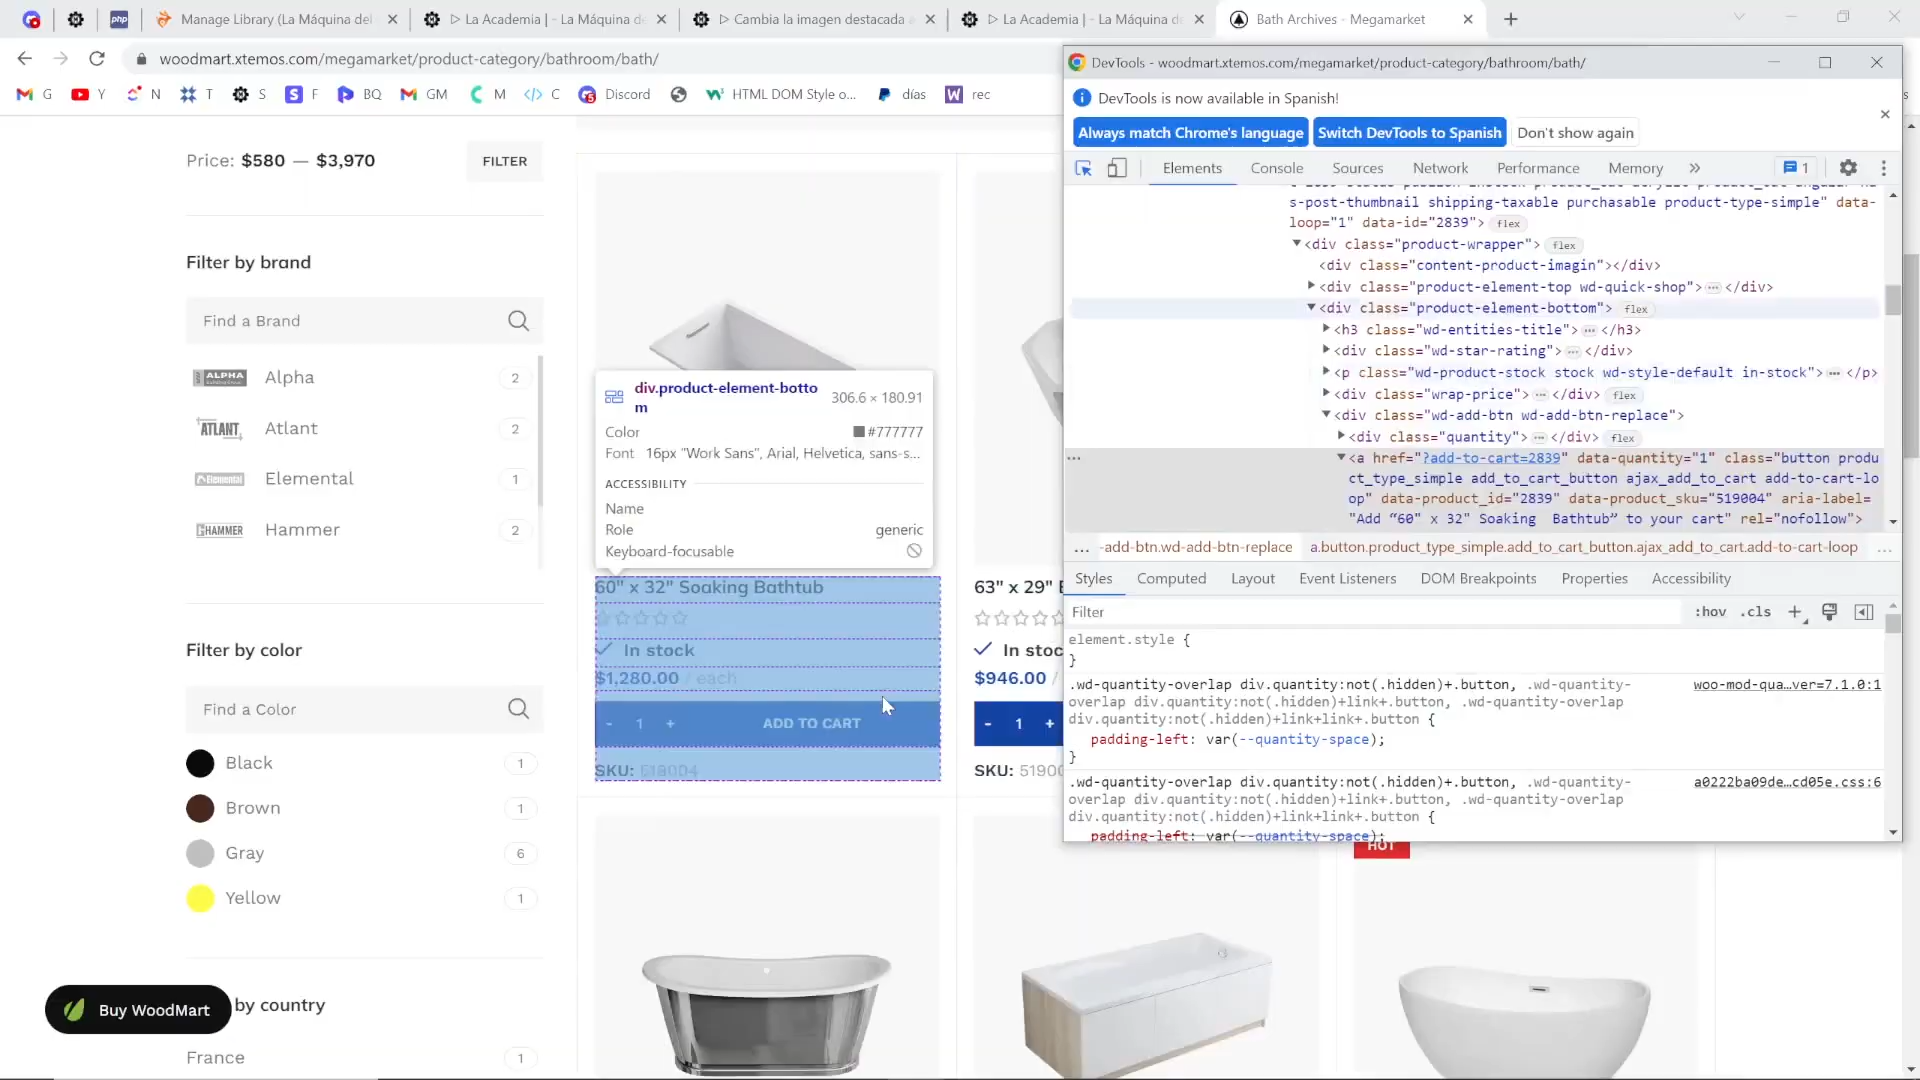 Manage Library (La Máquina del
▷ La Academia | - La Máquina de
▷ Cambia la imagen destacada a
▷ La Academia | - La Máquina de
Bath Archives - Megamarket
php
woodmart.xtemos.com/megamarket/product-category/bathroom/bath/
G
Y
N
T
S
F
BQ
GM
M
C
Discord
HTML DOM Style o...
días
rec
Price: $580 — $3,970
FILTER
Filter by brand
Find a Brand
ALPHA
Alpha
2
ATLANT
Atlant
2
Elemental
Elemental
1
HAMMER
Hammer
2
Filter by color
Find a Color
Black
1
Brown
1
Gray
6
Yellow
1
by country
France
1
Buy WoodMart
div.product-element-botto
m
306.6 × 180.91
Color
#777777
Font 16px "Work Sans", Arial, Helvetica, sans-s...
ACCESSIBILITY
Name
Role
generic
Keyboard-focusable
60" x 32" Soaking Bathtub
In stock
$1,280.00 / each
- 1 +
ADD TO CART
SKU: 519004
63" x 29"
In stoc
$946.00 /
- 1 +
SKU: 5190
HOT
DevTools - woodmart.xtemos.com/megamarket/product-category/bathroom/bath/
DevTools is now available in Spanish!
Always match Chrome's language
Switch DevTools to Spanish
Don't show again
Elements
Console
Sources
Network
Performance
Memory
1
s-post-thumbnail shipping-taxable purchasable product-type-simple" data-
loop="1" data-id="2839"> flex
<div class="product-wrapper"> flex
<div class="content-product-imagin"></div>
<div class="product-element-top wd-quick-shop"> ⋯ </div>
<div class="product-element-bottom"> flex
<h3 class="wd-entities-title"> ⋯ </h3>
<div class="wd-star-rating"> ⋯ </div>
<p class="wd-product-stock stock wd-style-default in-stock"> ⋯ </p>
<div class="wrap-price"> ⋯ </div> flex
<div class="wd-add-btn wd-add-btn-replace">
<div class="quantity"> ⋯ </div> flex
<a href="?add-to-cart=2839" data-quantity="1" class="button produ
ct_type_simple add_to_cart_button ajax_add_to_cart add-to-cart-lo
op" data-product_id="2839" data-product_sku="519004" aria-label=
"Add “60" x 32" Soaking  Bathtub” to your cart" rel="nofollow">
... -add-btn.wd-add-btn-replace
a.button.product_type_simple.add_to_cart_button.ajax_add_to_cart.add-to-cart-loop ...
Styles
Computed
Layout
Event Listeners
DOM Breakpoints
Properties
Accessibility
Filter
:hov
.cls
+
element.style {
}
.wd-quantity-overlap div.quantity:not(.hidden)+.button, .wd-quantity-
woo-mod-qua…ver=7.1.0:1
overlap div.quantity:not(.hidden)+link+.button, .wd-quantity-overlap
div.quantity:not(.hidden)+link+link+.button {
padding-left: var(--quantity-space);
}
.wd-quantity-overlap div.quantity:not(.hidden)+.button, .wd-quantity-
a0222ba09de…cd05e.css:6
overlap div.quantity:not(.hidden)+link+.button, .wd-quantity-overlap
div.quantity:not(.hidden)+link+link+.button {
padding-left: var(--quantity-space);